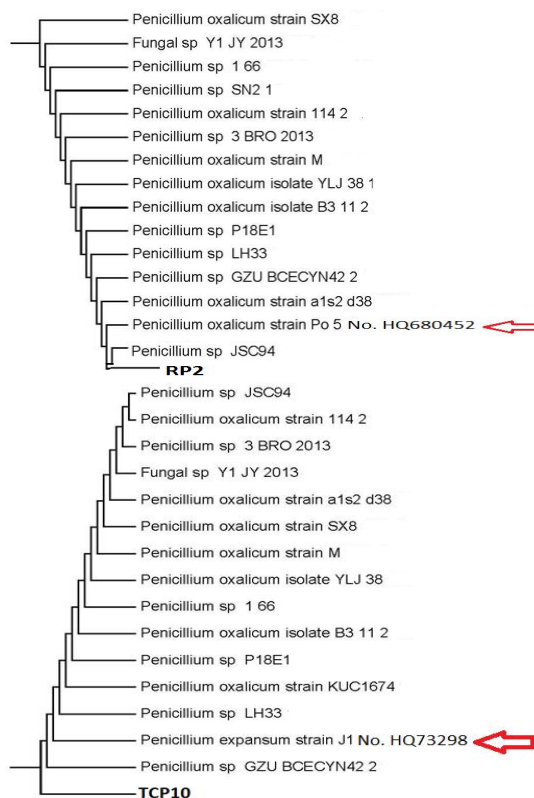 Penicillium oxalicum strain SX8
Fungal sp Y1 JY 2013
Penicillium sp 1 66
Penicillium sp SN2 1
Penicillium oxalicum strain 114 2
Penicillium sp 3 BRO 2013
Penicillium oxalicum strain M
Penicillium oxalicum isolate YLJ 38 1
Penicillium oxalicum isolate B3 11 2
Penicillium sp P18E1
Penicillium sp LH33
Penicillium sp GZU BCECYN42 2
Penicillium oxalicum strain a1s2 d38
Penicillium oxalicum strain Po 5 No. HQ680452
Penicillium sp JSC94
RP2
Penicillium sp JSC94
Penicillium oxalicum strain 114 2
Penicillium sp 3 BRO 2013
Fungal sp Y1 JY 2013
Penicillium oxalicum strain a1s2 d38
Penicillium oxalicum strain SX8
Penicillium oxalicum strain M
Penicillium oxalicum isolate YLJ 38
Penicillium sp 1 66
Penicillium oxalicum isolate B3 11 2
Penicillium sp P18E1
Penicillium oxalicum strain KUC1674
Penicillium sp LH33
Penicillium expansum strain J1 No. HQ73298
Penicillium sp GZU BCECYN42 2
TCP10